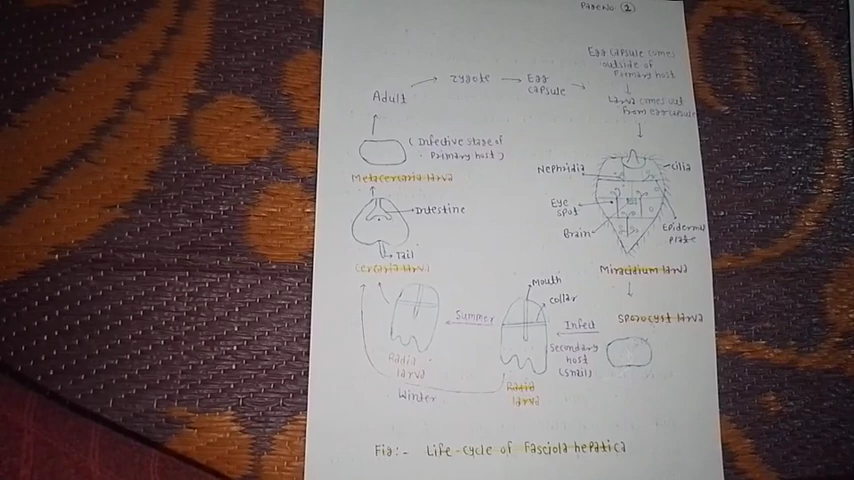 Page No. 2
Egg capsule comes
outside of
Primary host
Adult
zygote
Egg
capsule
Larva comes out
from egg capsule
(Infective stage of
Primary host)
Metacercaria larva
Nephridia
cilia
Eye
spot
Brain
Epidermal
plate
Miracidium larva
Intestine
Tail
Cercaria larva
Sporocyst larva
Mouth
collar
Infect
Secondary
host
(snail)
Summer
Radia
larva
Radia
larva
Winter
Fig:- Life-cycle of Fasciola hepatica